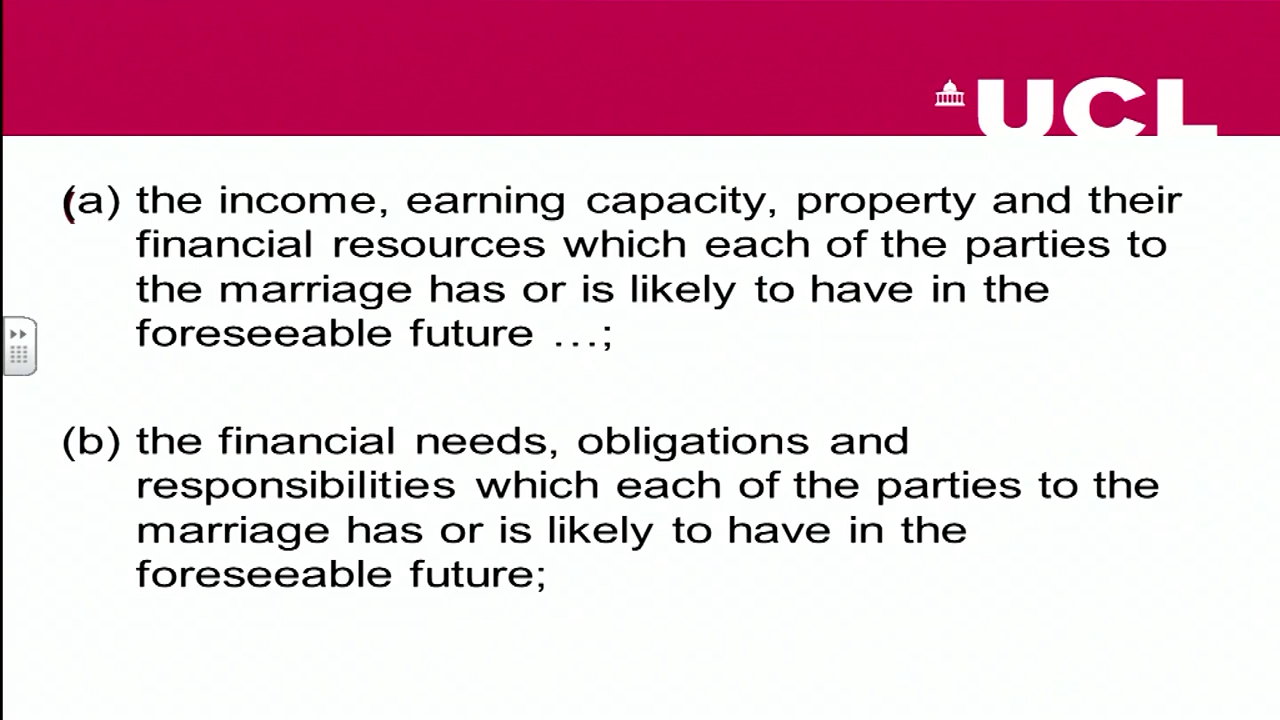 UCL
(a) the income, earning capacity, property and their
financial resources which each of the parties to
the marriage has or is likely to have in the
foreseeable future ...;
(b) the financial needs, obligations and
responsibilities which each of the parties to the
marriage has or is likely to have in the
foreseeable future;